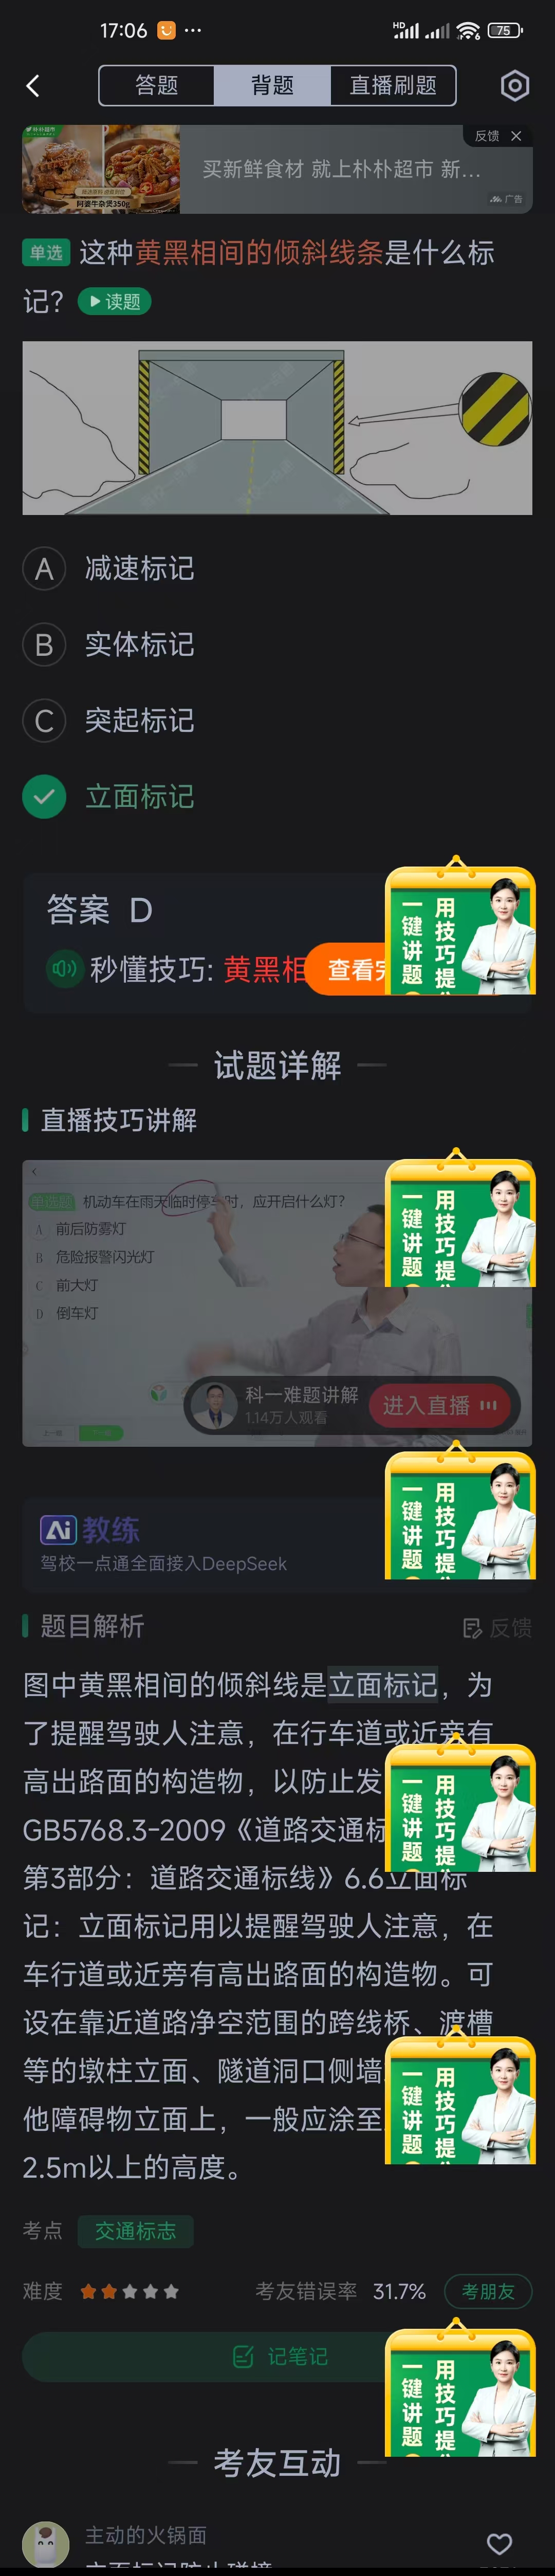 17:06
HD
6
75
答题
背题
直播刷题
朴朴超市
阿婆牛杂煲350g
买新鲜食材 就上朴朴超市 新...
反馈
广告
单选 这种黄黑相间的倾斜线条是什么标
记? 读题
A 减速标记
B 实体标记
C 突起标记
立面标记
答案 D
秒懂技巧: 黄黑相
查看完
用技巧提
一键讲题
试题详解
直播技巧讲解
单选题 机动车在雨天临时停车时，应开启什么灯?
A 前后防雾灯
B 危险报警闪光灯
C 前大灯
D 倒车灯
用技巧提
一键讲题
科一难题讲解
1.14万人观看
进入直播
Ai 教练
驾校一点通全面接入DeepSeek
用技巧提
一键讲题
题目解析
反馈
图中黄黑相间的倾斜线是立面标记，为
了提醒驾驶人注意，在行车道或近旁有
高出路面的构造物，以防止发
GB5768.3-2009《道路交通标
第3部分：道路交通标线》6.6立面标
记：立面标记用以提醒驾驶人注意，在
车行道或近旁有高出路面的构造物。可
设在靠近道路净空范围的跨线桥、渡槽
等的墩柱立面、隧道洞口侧墙
他障碍物立面上，一般应涂至
2.5m以上的高度。
用技巧提
一键讲题
用技巧提
一键讲题
考点 交通标志
难度
考友错误率 31.7%
考朋友
记笔记
用技巧提
一键讲题
考友互动
主动的火锅面